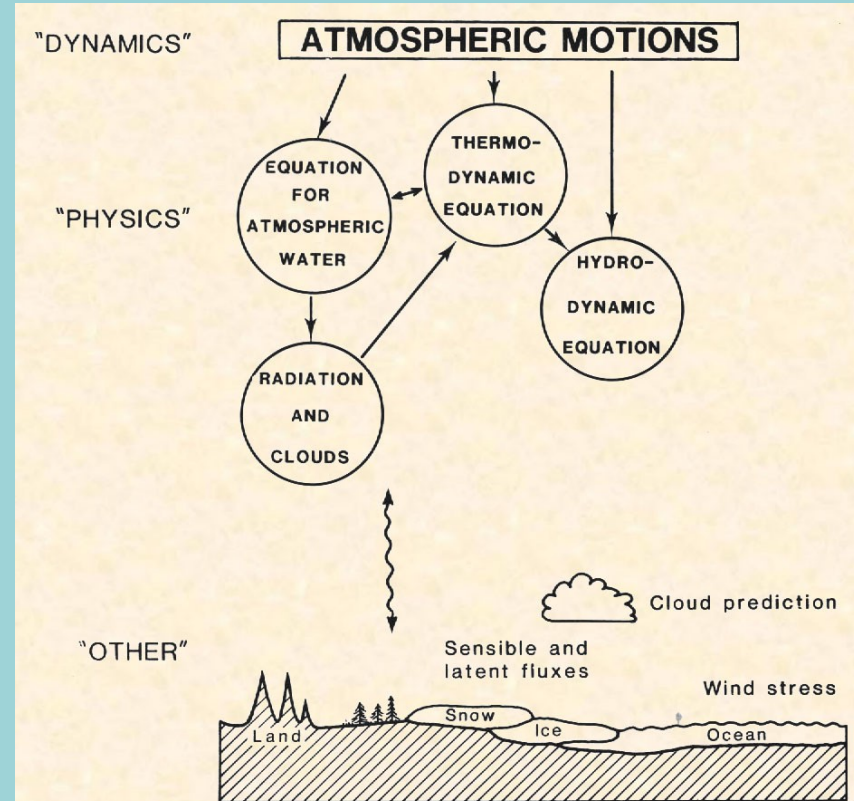 "DYNAMICS"
ATMOSPHERIC MOTIONS
EQUATION
FOR
ATMOSPHERIC
WATER
THERMO-
DYNAMIC
EQUATION
"PHYSICS"
HYDRO-
DYNAMIC
EQUATION
RADIATION
AND
CLOUDS
Cloud prediction
"OTHER"
Sensible and
latent fluxes
Wind stress
Land
Snow
Ice
Ocean